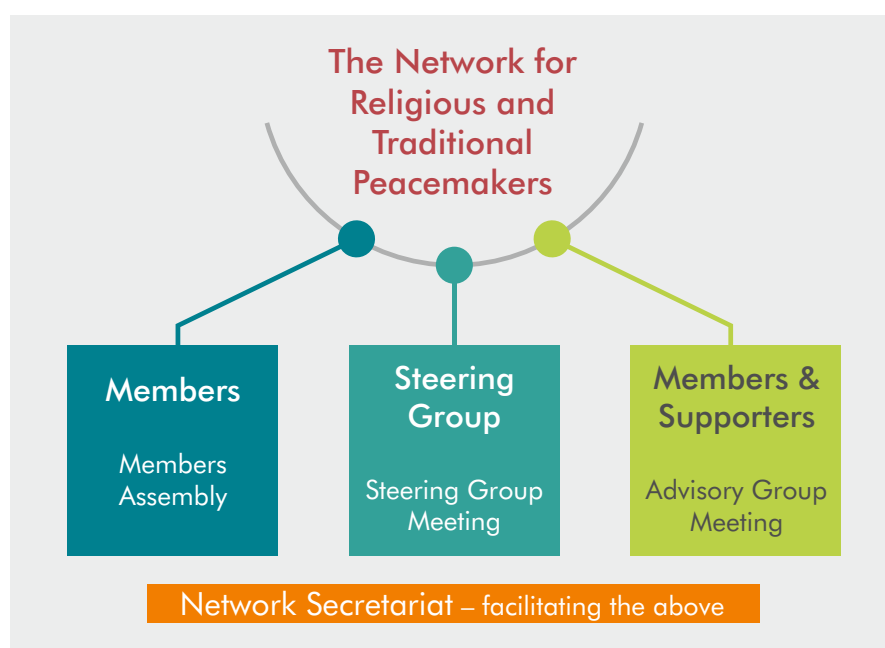 The Network for
Religious and
Traditional
Peacemakers
Members
Members
Assembly
Steering
Group
Steering Group
Meeting
Members &
Supporters
Advisory Group
Meeting
Network Secretariat – facilitating the above